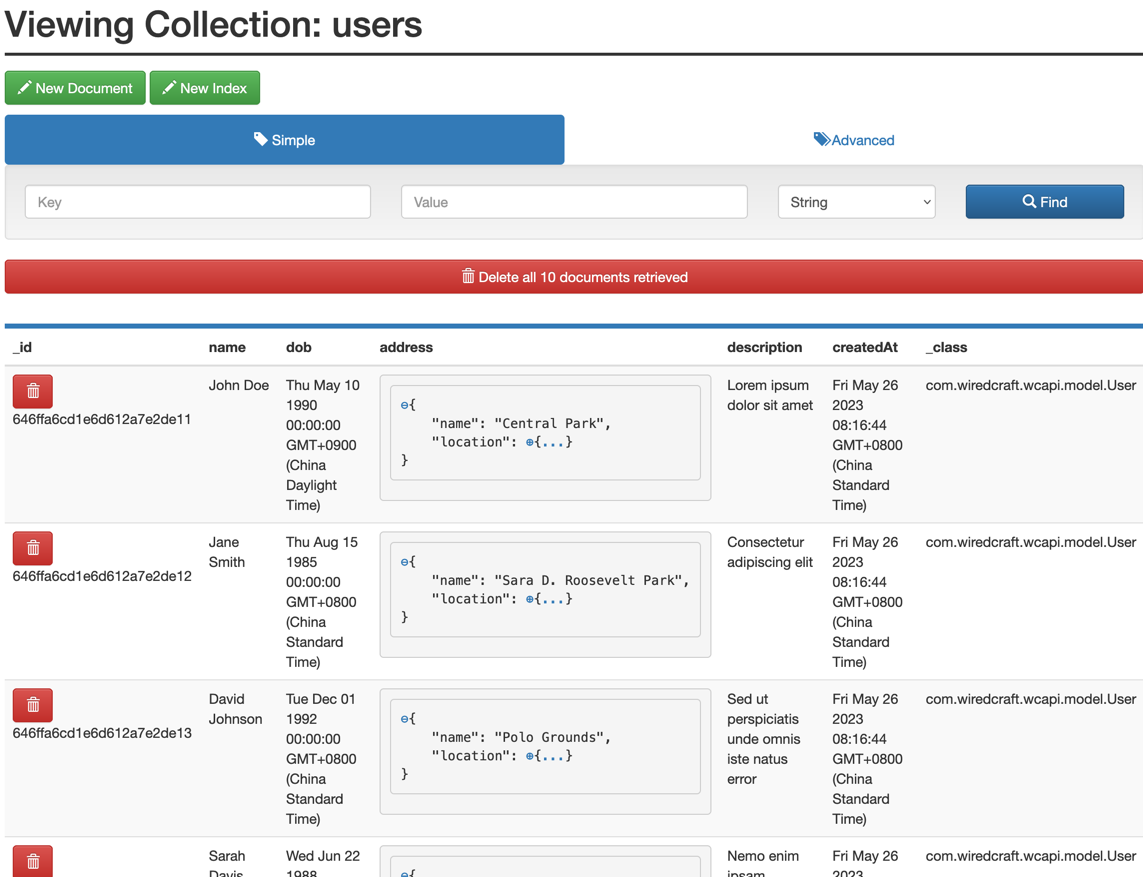 Viewing Collection: users
New Document New Index
Simple Advanced
Key Value String Find
Delete all 10 documents retrieved
_id name dob address description createdAt _class
646ffa6cd1e6d612a7e2de11
John Doe
Thu May 10
1990
00:00:00
GMT+0900
(China
Daylight
Time)
{
"name": "Central Park",
"location": {...}
}
Lorem ipsum
dolor sit amet
Fri May 26
2023
08:16:44
GMT+0800
(China
Standard
Time)
com.wiredcraft.wcapi.model.User
646ffa6cd1e6d612a7e2de12
Jane
Smith
Thu Aug 15
1985
00:00:00
GMT+0800
(China
Standard
Time)
{
"name": "Sara D. Roosevelt Park",
"location": {...}
}
Consectetur
adipiscing elit
Fri May 26
2023
08:16:44
GMT+0800
(China
Standard
Time)
com.wiredcraft.wcapi.model.User
646ffa6cd1e6d612a7e2de13
David
Johnson
Tue Dec 01
1992
00:00:00
GMT+0800
(China
Standard
Time)
{
"name": "Polo Grounds",
"location": {...}
}
Sed ut
perspiciatis
unde omnis
iste natus
error
Fri May 26
2023
08:16:44
GMT+0800
(China
Standard
Time)
com.wiredcraft.wcapi.model.User
Sarah
Davis
Wed Jun 22
1988
{
Nemo enim
ipsam
Fri May 26
2023
com.wiredcraft.wcapi.model.User